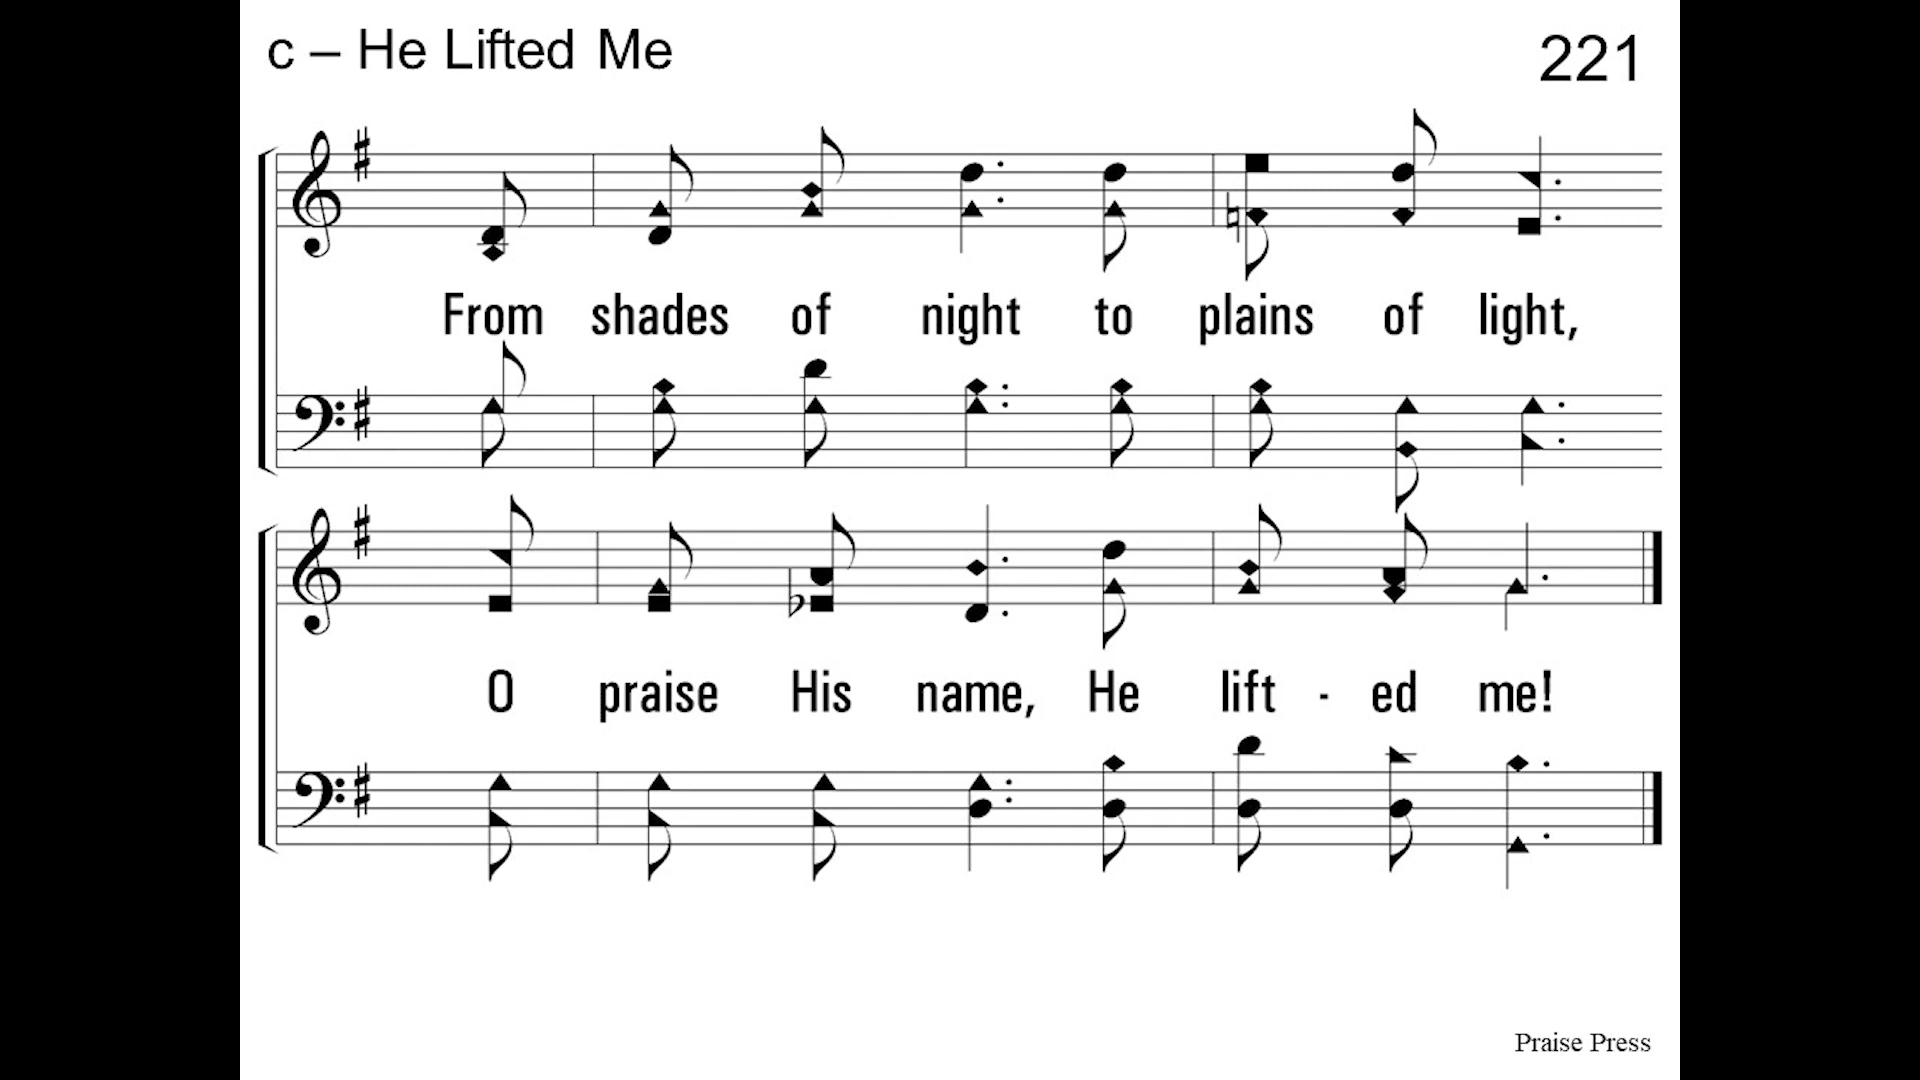 c – He Lifted Me
221
From shades of night to plains of light,
O praise His name, He lift - ed me!
Praise Press